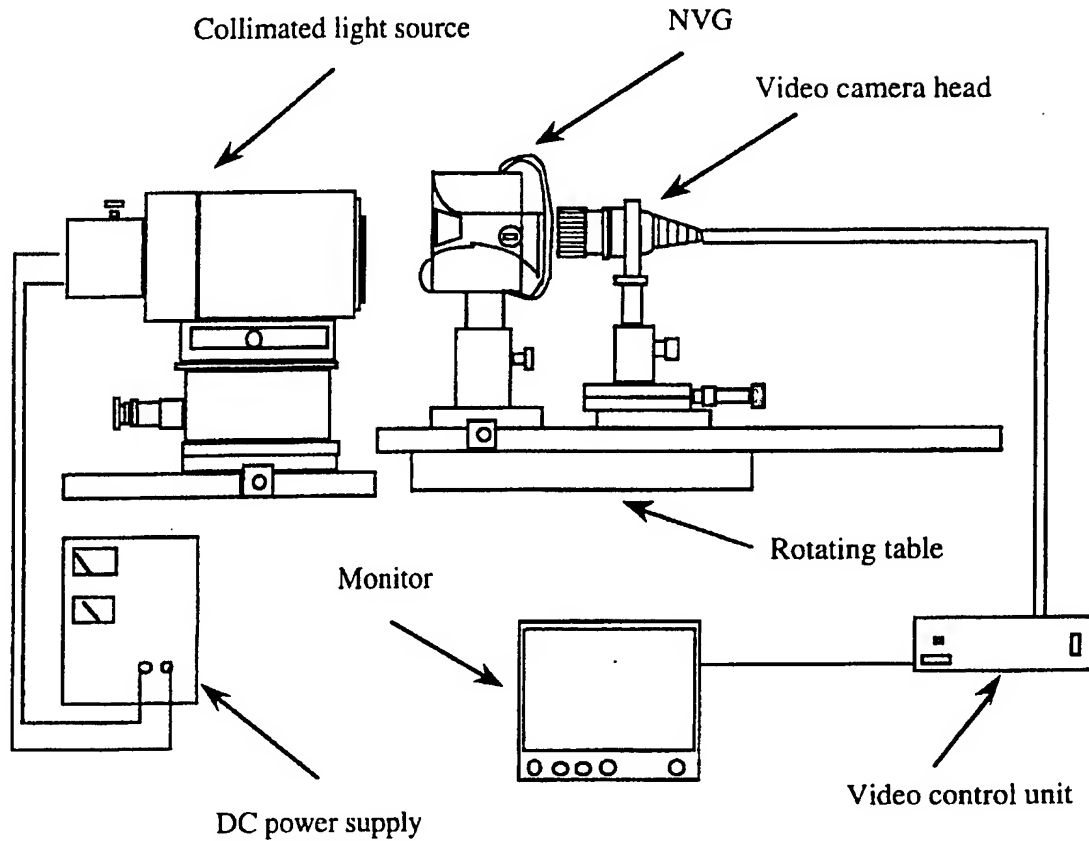 Collimated light source
NVG
Video camera head
Rotating table
Monitor
Video control unit
DC power supply